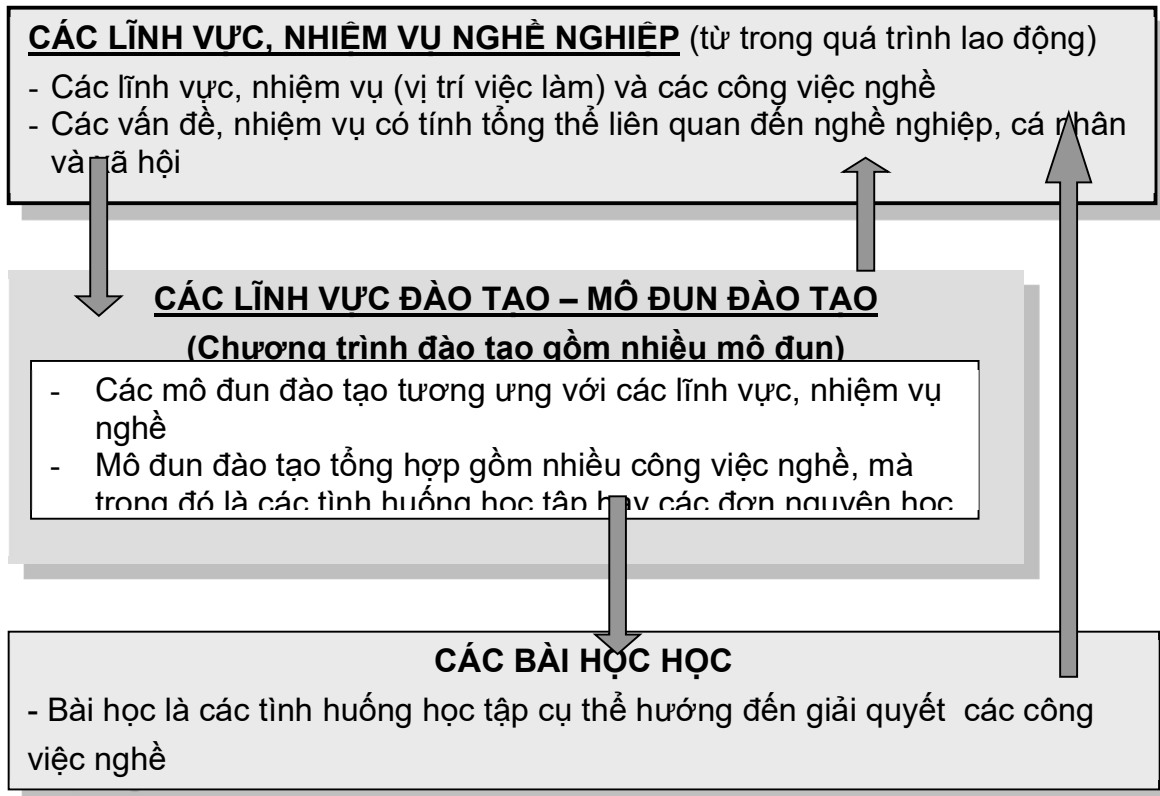 CÁC LĨNH VỰC, NHIỆM VỤ NGHỀ NGHIỆP (từ trong quá trình lao động)
- Các lĩnh vực, nhiệm vụ (vị trí việc làm) và các công việc nghề
- Các vấn đề, nhiệm vụ có tính tổng thể liên quan đến nghề nghiệp, cá nhân
và xã hội
CÁC LĨNH VỰC ĐÀO TẠO – MÔ ĐUN ĐÀO TẠO
(Chương trình đào tạo gồm nhiều mô đun)
- Các mô đun đào tạo tương ưng với các lĩnh vực, nhiệm vụ
nghề
- Mô đun đào tạo tổng hợp gồm nhiều công việc nghề, mà
trong đó là các tình huống học tập hay các đơn nguyên học
CÁC BÀI HỌC HỌC
- Bài học là các tình huống học tập cụ thể hướng đến giải quyết các công
việc nghề